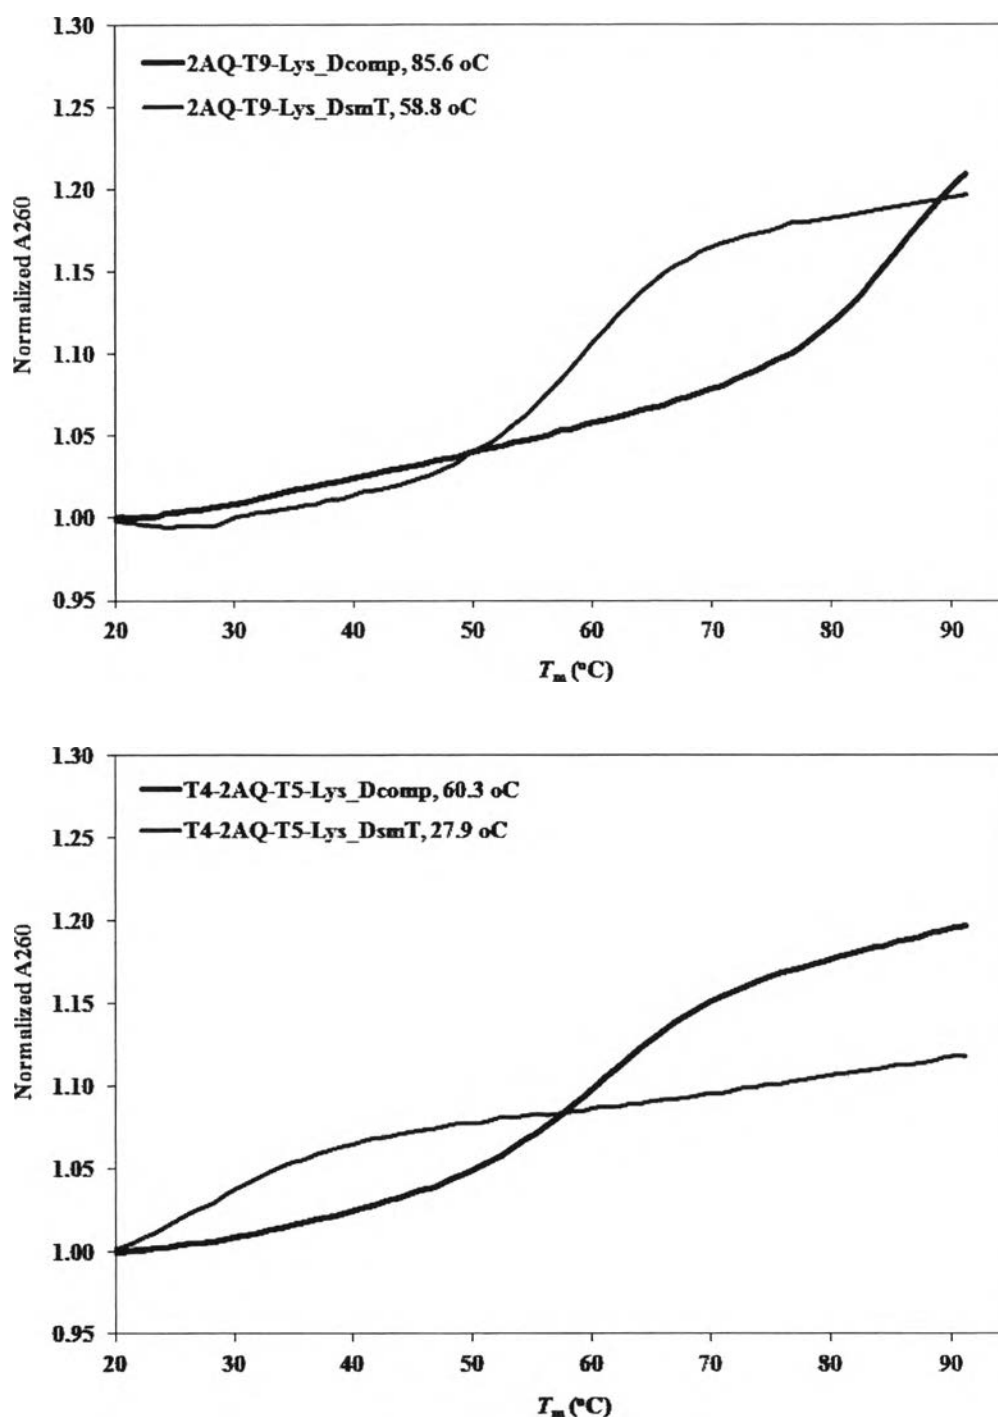 1.30
2AQ-T9-Lys_Dcomp, 85.6 oC
1.25
2AQ-T9-Lys_DsmT, 58.8 oC
1.20
1.15
1.10
1.05
1.00
0.95
Normalized A260
20 30 40 50 60 70 80 90
Tm (°C)
1.30
T4-2AQ-T5-Lys_Dcomp, 60.3 oC
1.25
T4-2AQ-T5-Lys_DsmT, 27.9 oC
1.20
1.15
1.10
1.05
1.00
0.95
Normalized A260
20 30 40 50 60 70 80 90
Tm (°C)